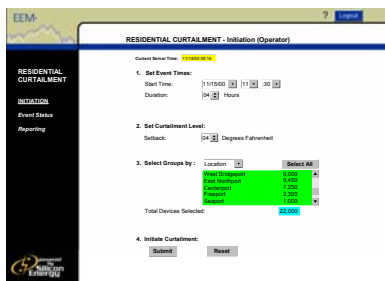 EEM
? Logout
RESIDENTIAL CURTAILMENT - Initiation (Operator)
Current Server Time: 11/14/00 08:18
RESIDENTIAL
CURTAILMENT
INITIATION
Event Status
Reporting
1. Set Event Times:
Start Time: 11/15/00 11 :30
Duration: 04 Hours
2. Set Curtailment Level:
Setback: 04 Degrees Fahrenheit
3. Select Groups by : Location Select All
West Bridgeport 6,000
East Northport 5,450
Centerport 7,250
Freeport 2,300
Seaport 1,000
Total Devices Selected: 22,000
4. Initiate Curtailment:
Submit Reset
Silicon
Energy